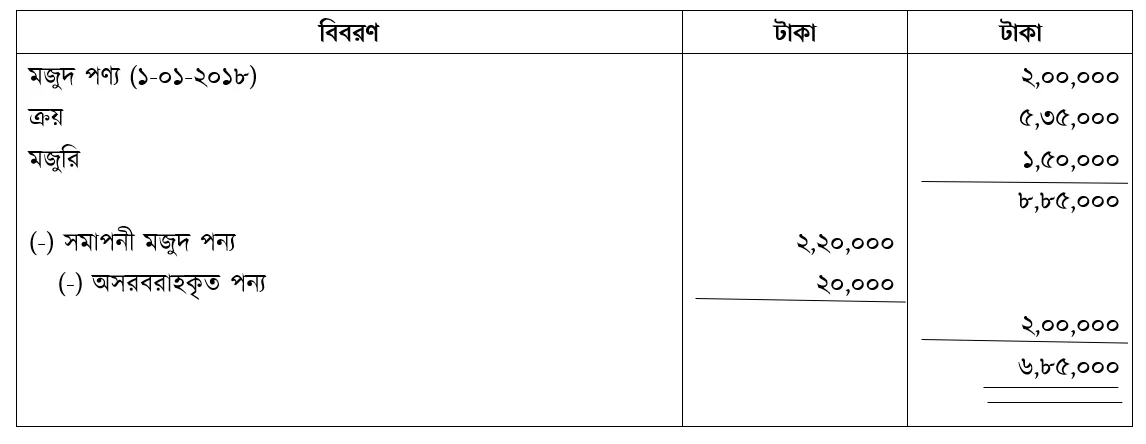 বিবরণ টাকা টাকা
মজুদ পণ্য (১-০১-২০১৮) ২,০০,০০০
ক্রয় ৫,৩৫,০০০
মজুরি ১,৫০,০০০
৮,৮৫,০০০
(-) সমাপনী মজুদ পন্য ২,২০,০০০
(-) অসরবরাহকৃত পন্য ২০,০০০
২,০০,০০০
৬,৮৫,০০০